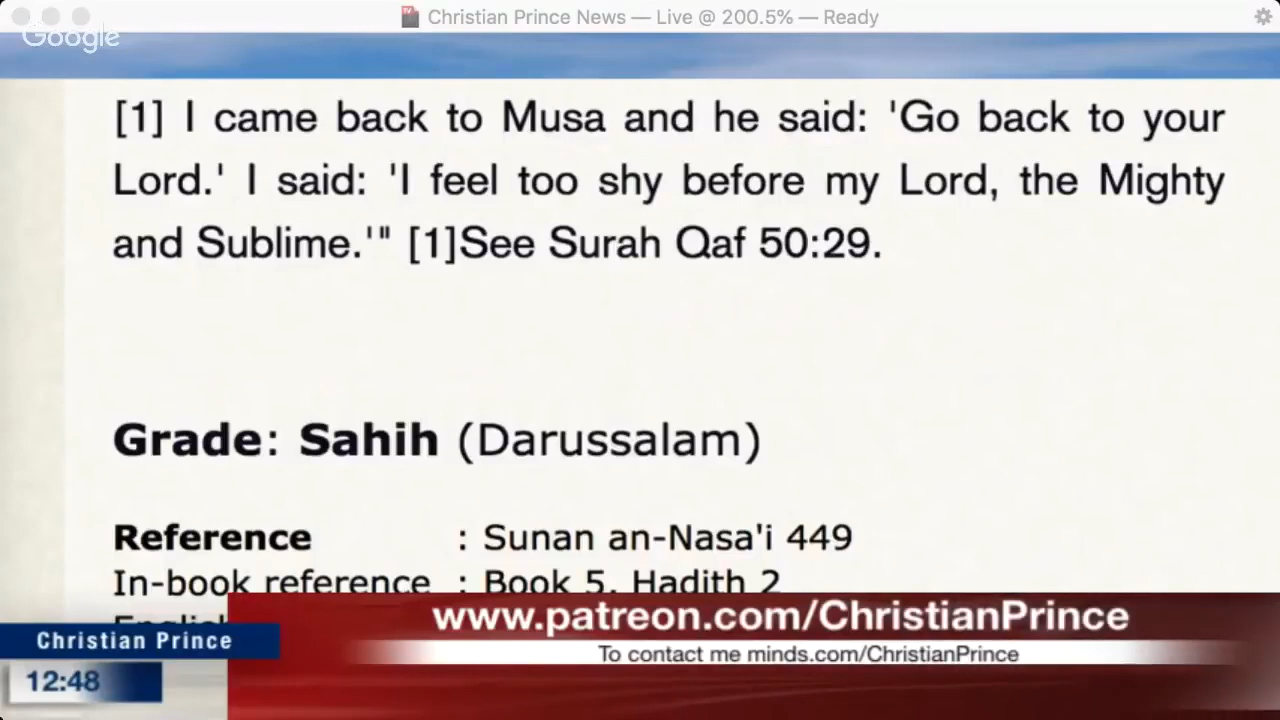 Christian Prince News — Live @ 200.5% — Ready
Google
[1] I came back to Musa and he said: 'Go back to your
Lord.' I said: 'I feel too shy before my Lord, the Mighty
and Sublime.'" [1]See Surah Qaf 50:29.
Grade: Sahih (Darussalam)
Reference : Sunan an-Nasa'i 449
In-book reference : Book 5, Hadith 2
www.patreon.com/ChristianPrince
Christian Prince
To contact me minds.com/ChristianPrince
12:48